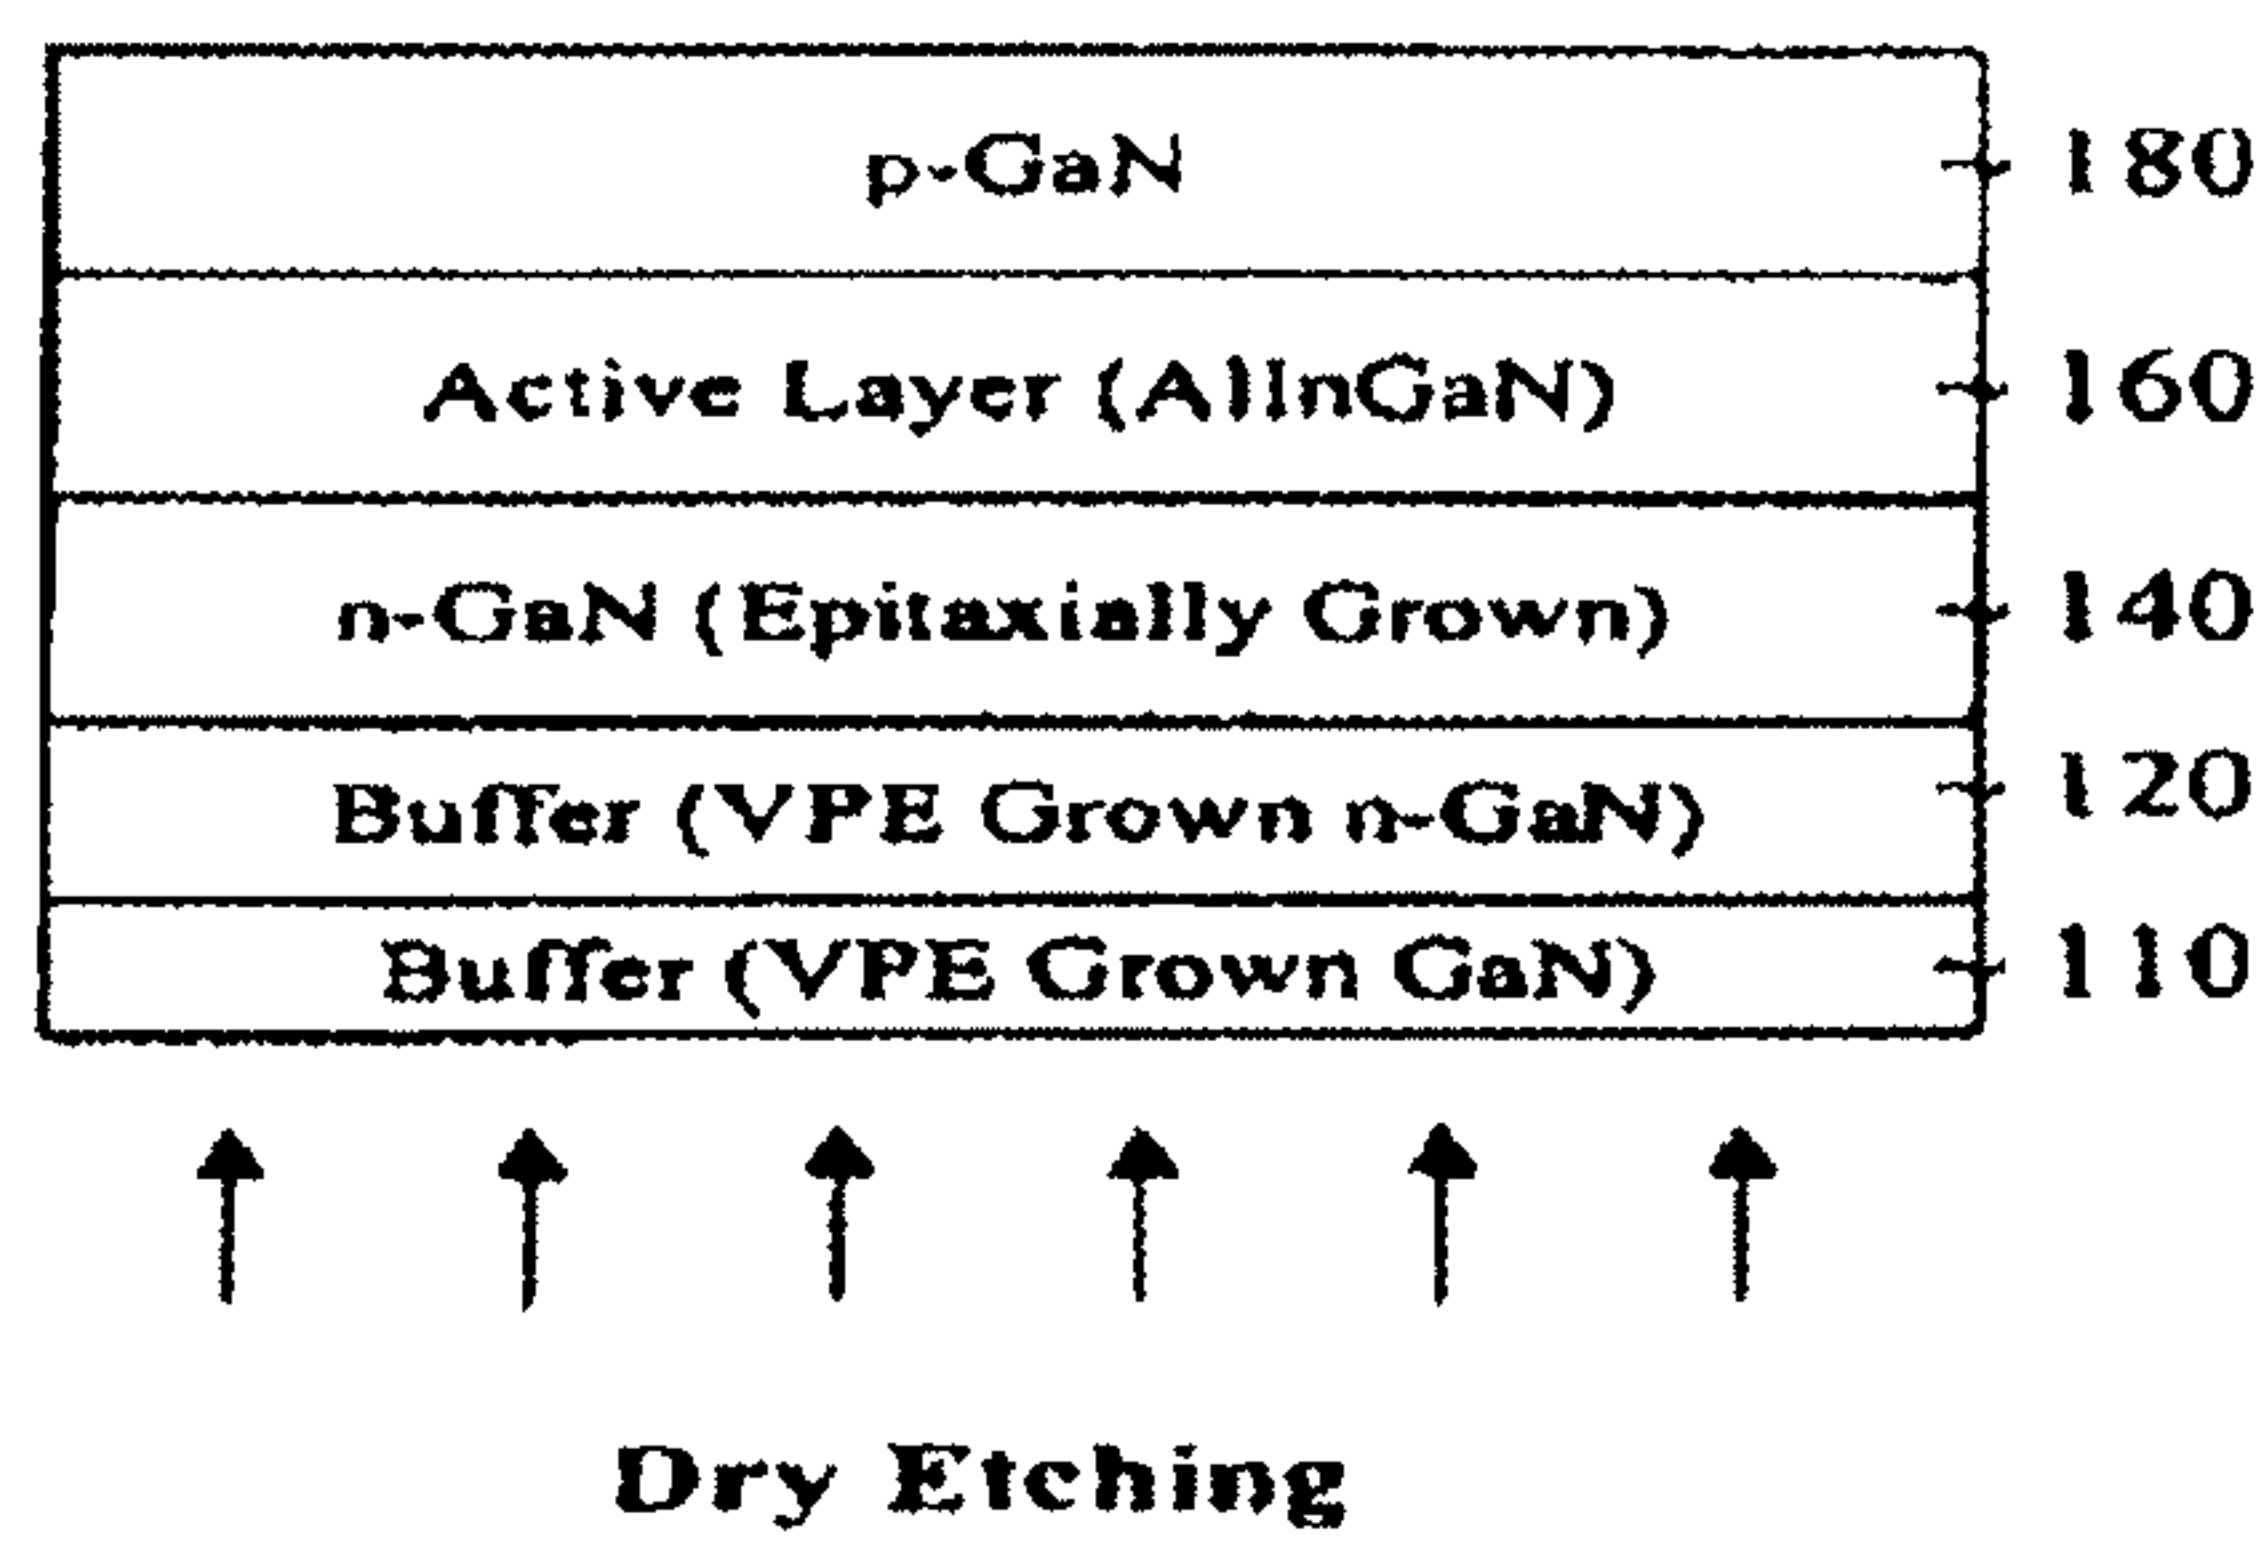 p-GaN 180
Active Layer (AlInGaN) 160
n-GaN (Epitaxially Grown) 140
Buffer (VPE Grown n-GaN) 120
Buffer (VPE Grown GaN) 110
Dry Etching